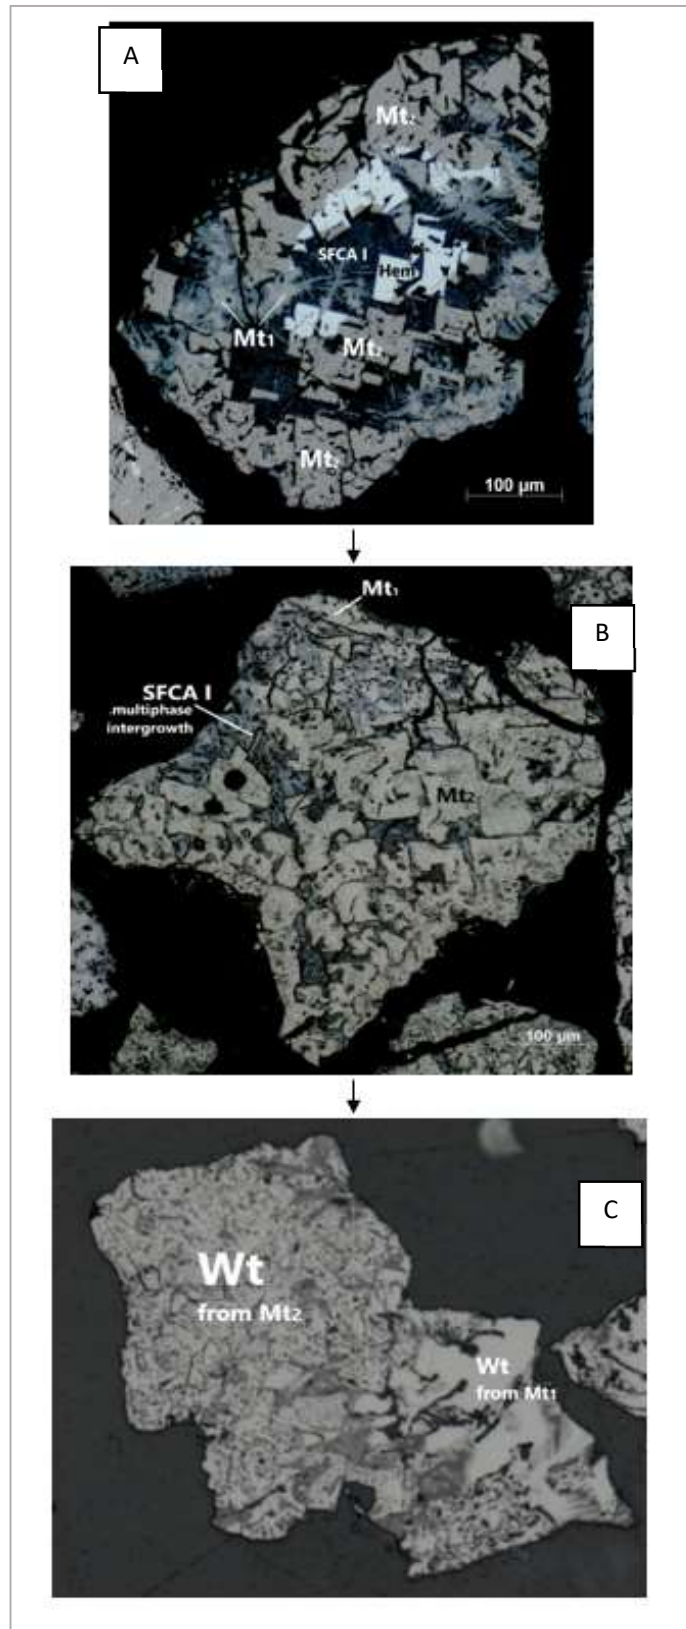 A
Mt₂
SFCA I
Hem
Mt₁
Mt₂
Mt₂
100 µm
Mt₁
B
SFCA I
multiphase
intergrowth
Mt₂
100 µm
C
Wt
from Mt₂
Wt
from Mt₁